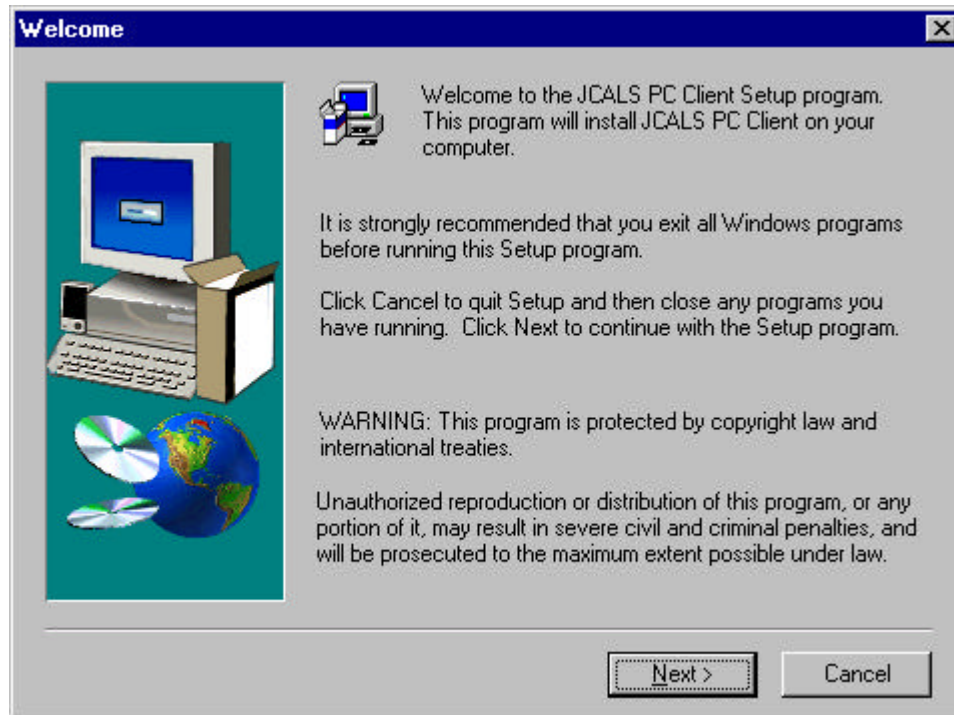 Welcome
Welcome to the JCALS PC Client Setup program.
This program will install JCALS PC Client on your
computer.
It is strongly recommended that you exit all Windows programs
before running this Setup program.
Click Cancel to quit Setup and then close any programs you
have running.  Click Next to continue with the Setup program.
WARNING: This program is protected by copyright law and
international treaties.
Unauthorized reproduction or distribution of this program, or any
portion of it, may result in severe civil and criminal penalties, and
will be prosecuted to the maximum extent possible under law.
Next >
Cancel